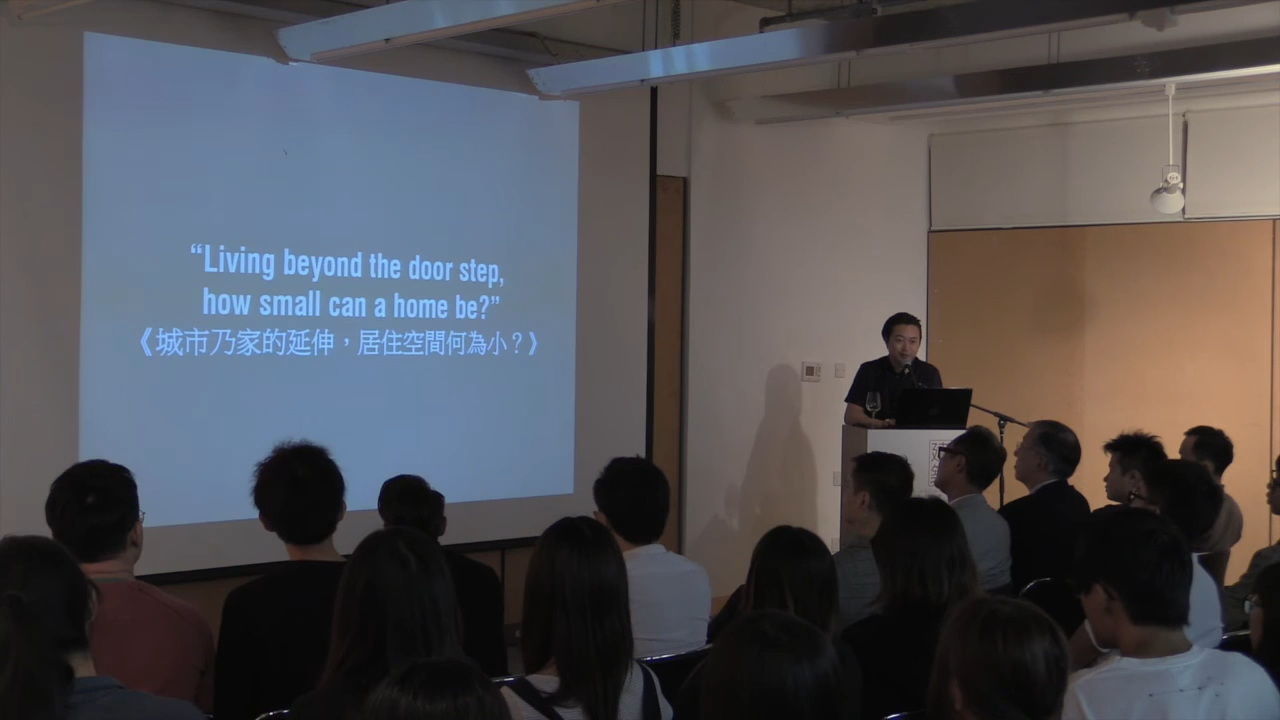 “Living beyond the door step,
how small can a home be?”
《城市乃家的延伸，居住空間何為小？》